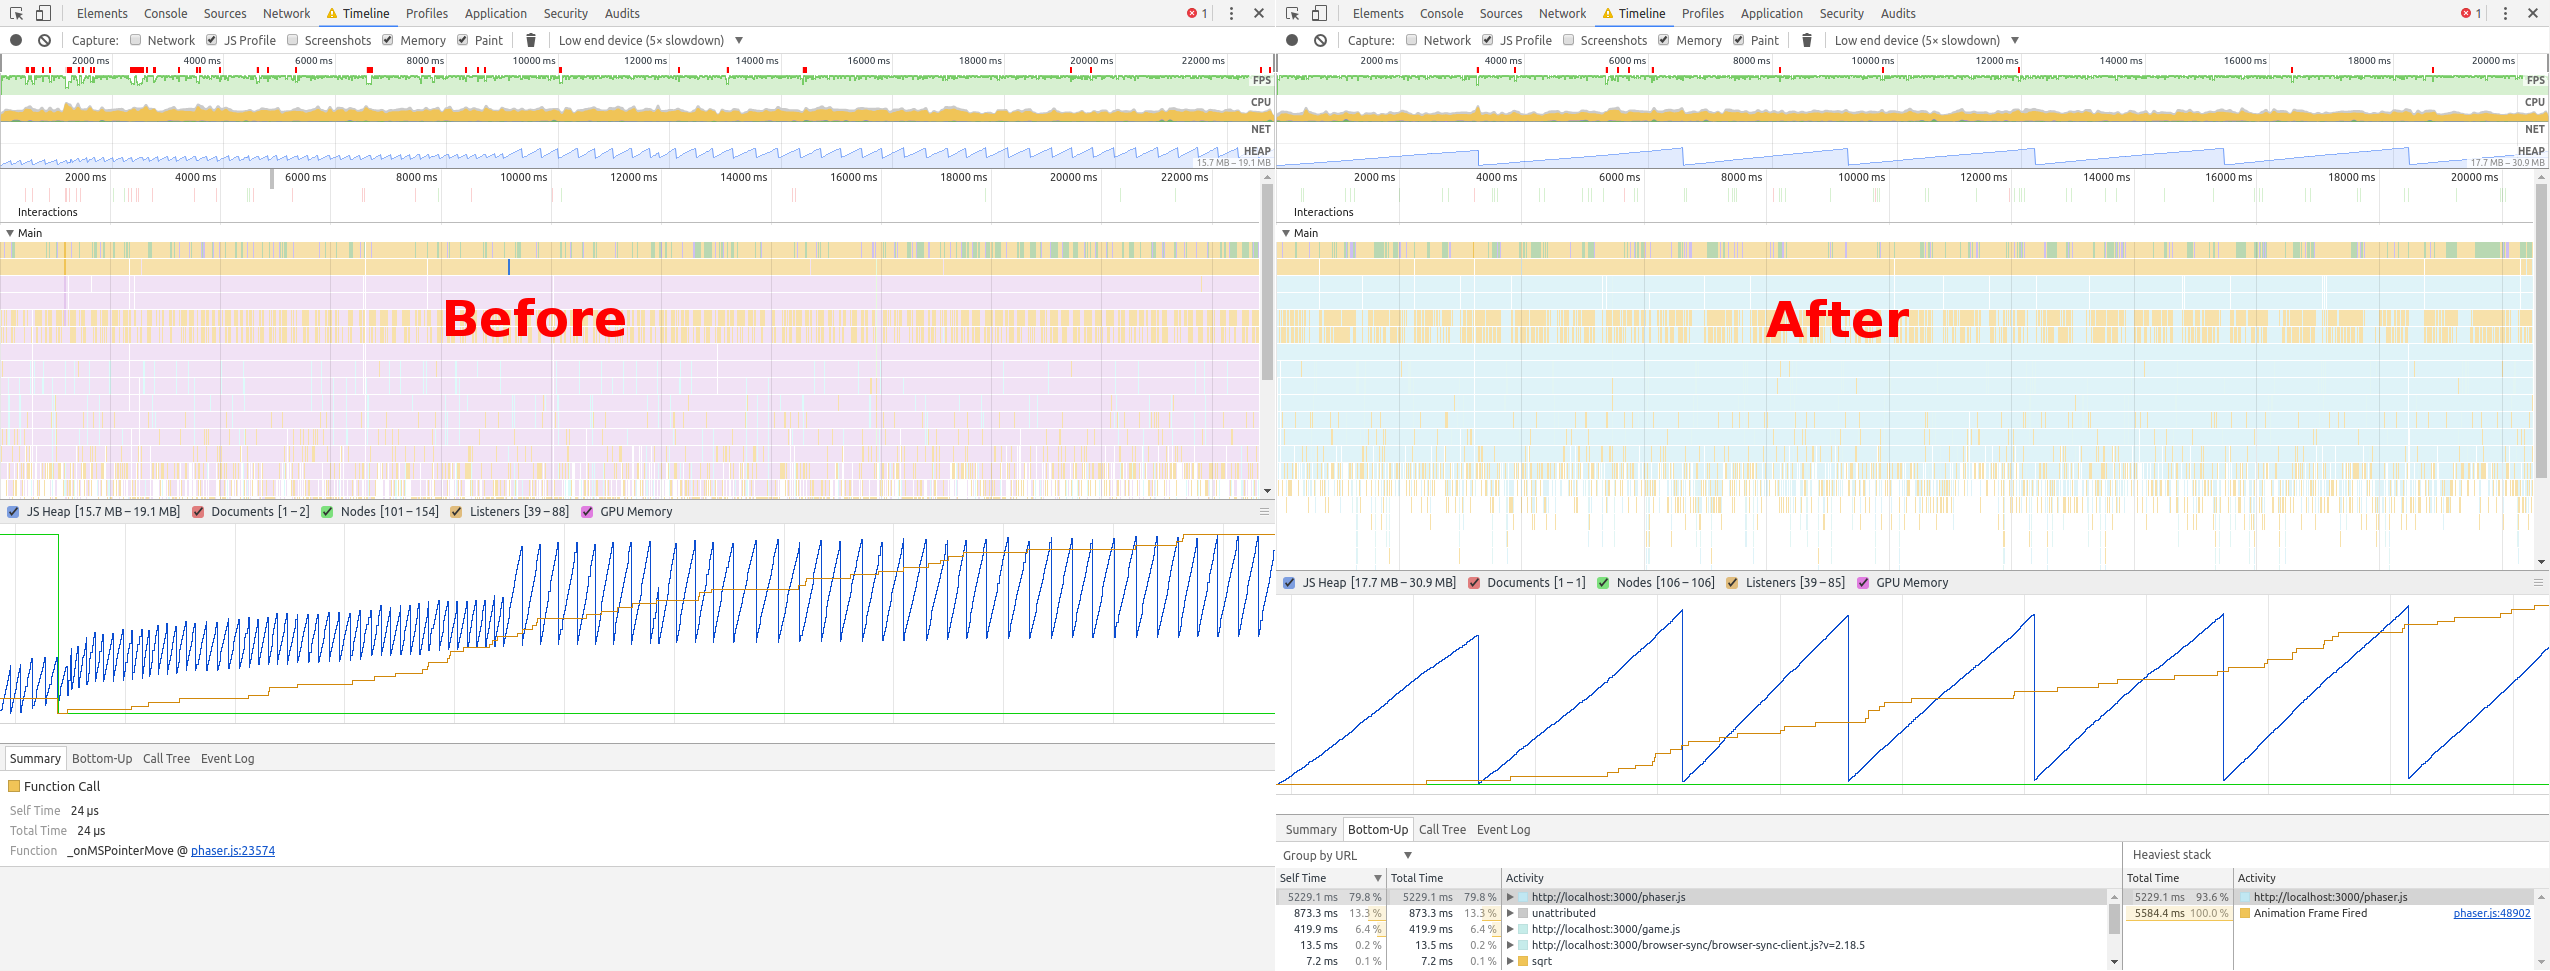 Elements Console Sources Network Timeline Profiles Application Security Audits 1
Capture: Network JS Profile Screenshots Memory Paint Low end device (5× slowdown)
2000 ms 4000 ms 6000 ms 8000 ms 10000 ms 12000 ms 14000 ms 16000 ms 18000 ms 20000 ms 22000 ms
FPS
CPU
NET
HEAP
15.7 MB – 19.1 MB
2000 ms 4000 ms 6000 ms 8000 ms 10000 ms 12000 ms 14000 ms 16000 ms 18000 ms 20000 ms 22000 ms
Interactions
Main
Before
JS Heap [15.7 MB – 19.1 MB] Documents [1 – 2] Nodes [101 – 154] Listeners [39 – 88] GPU Memory
Summary Bottom-Up Call Tree Event Log
Function Call
Self Time 24 μs
Total Time 24 μs
Function _onMSPointerMove @ phaser.js:23574
Elements Console Sources Network Timeline Profiles Application Security Audits 1
Capture: Network JS Profile Screenshots Memory Paint Low end device (5× slowdown)
2000 ms 4000 ms 6000 ms 8000 ms 10000 ms 12000 ms 14000 ms 16000 ms 18000 ms 20000 ms
FPS
CPU
NET
HEAP
17.7 MB – 30.9 MB
2000 ms 4000 ms 6000 ms 8000 ms 10000 ms 12000 ms 14000 ms 16000 ms 18000 ms 20000 ms
Interactions
Main
After
JS Heap [17.7 MB – 30.9 MB] Documents [1 – 1] Nodes [106 – 106] Listeners [39 – 85] GPU Memory
Summary Bottom-Up Call Tree Event Log
Group by URL
Self Time Total Time Activity
5229.1 ms 79.8 % 5229.1 ms 79.8 % http://localhost:3000/phaser.js
873.3 ms 13.3 % 873.3 ms 13.3 % unattributed
419.9 ms 6.4 % 419.9 ms 6.4 % http://localhost:3000/game.js
13.5 ms 0.2 % 13.5 ms 0.2 % http://localhost:3000/browser-sync/browser-sync-client.js?v=2.18.5
7.2 ms 0.1 % 7.2 ms 0.1 % sqrt
Heaviest stack
Total Time Activity
5229.1 ms 93.6 % http://localhost:3000/phaser.js
5584.4 ms 100.0 % Animation Frame Fired phaser.js:48902